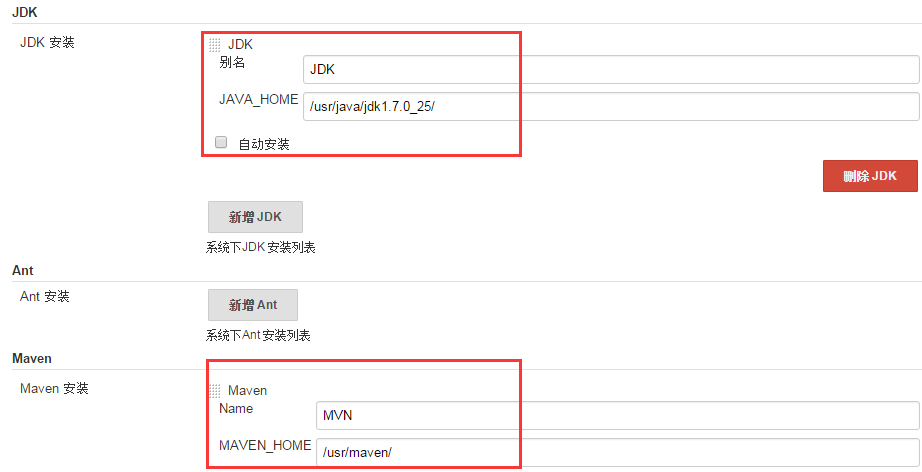 JDK
JDK 安装
JDK
别名
JDK
JAVA_HOME
/usr/java/jdk1.7.0_25/
自动安装
删除 JDK
新增 JDK
系统下JDK 安装列表
Ant
Ant 安装
新增 Ant
系统下Ant 安装列表
Maven
Maven 安装
Maven
Name
MVN
MAVEN_HOME
/usr/maven/